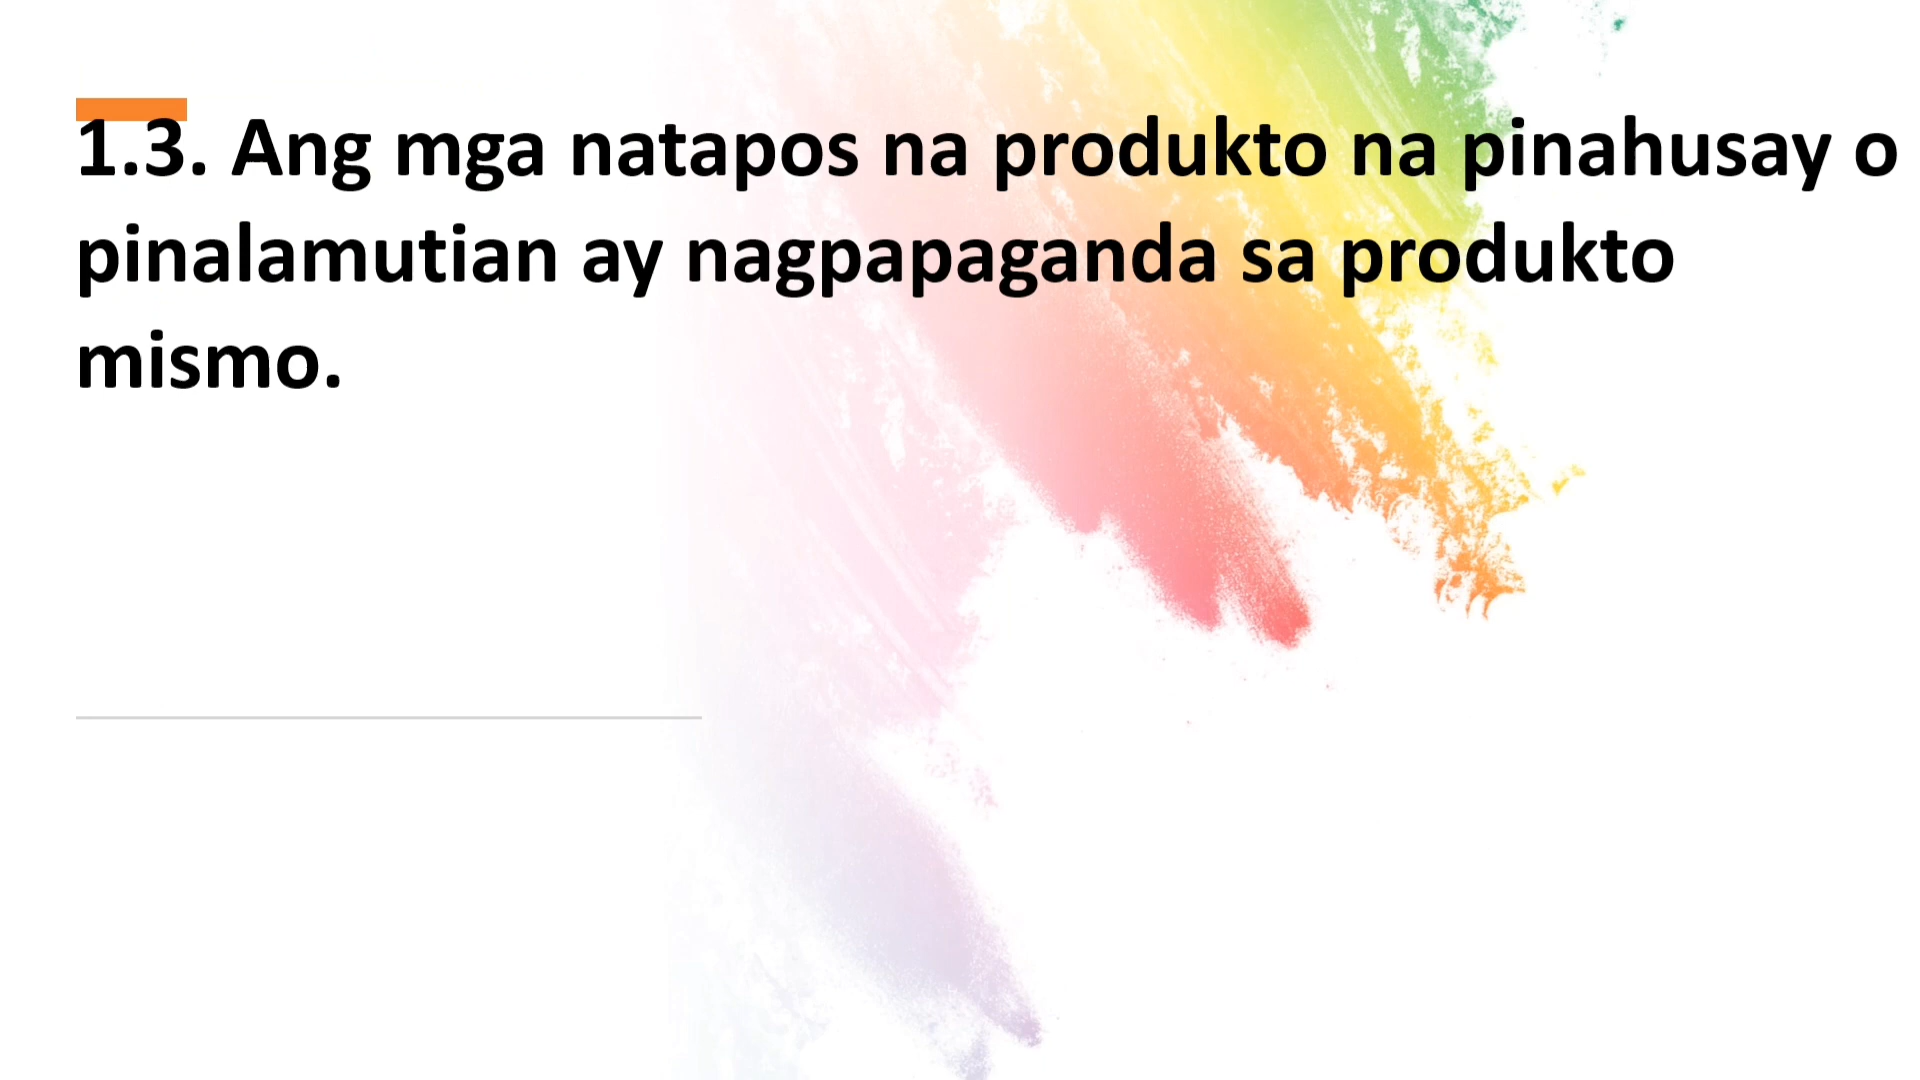 1.3. Ang mga natapos na produkto na pinahusay o
pinalamutian ay nagpapaganda sa produkto
mismo.